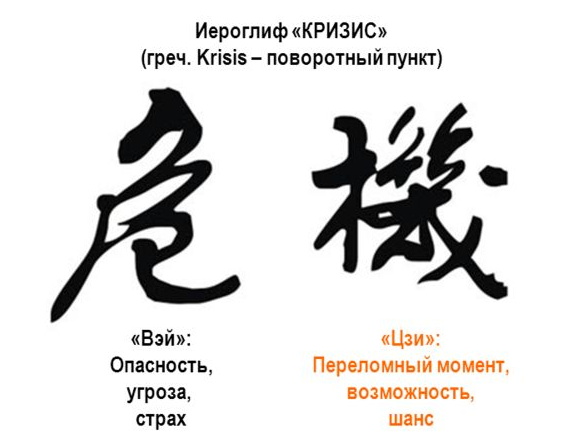 Иероглиф «КРИЗИС»
(греч. Krisis – поворотный пункт)
危 機
«Вэй»:
Опасность,
угроза,
страх
«Цзи»:
Переломный момент,
возможность,
шанс